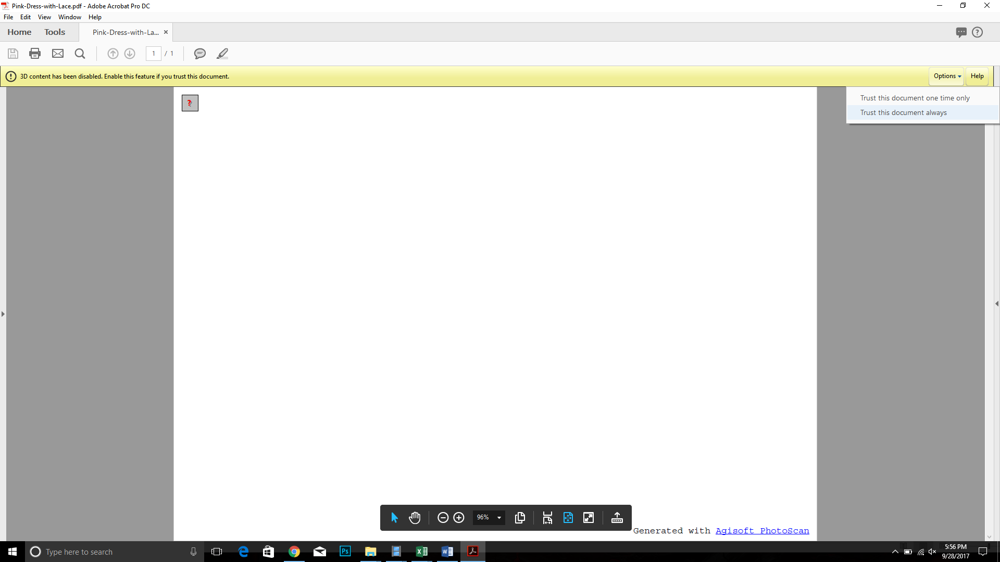 Pink-Dress-with-Lace.pdf - Adobe Acrobat Pro DC
File Edit View Window Help
Home Tools Pink-Dress-with-La... ×
1 / 1
3D content has been disabled. Enable this feature if you trust this document.
Options Help
?
Trust this document one time only
Trust this document always
96%
Generated with Agisoft PhotoScan
Type here to search
Ps
5:56 PM
9/28/2017